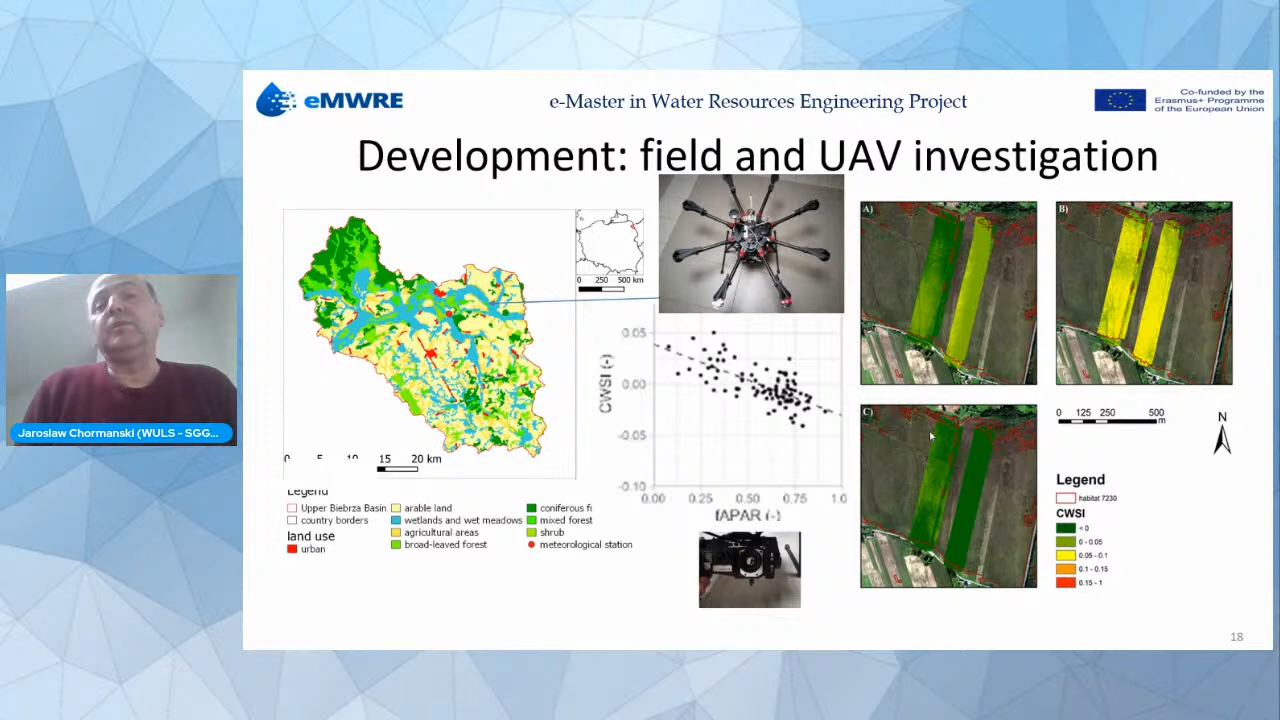 eMWRE
e-Master in Water Resources Engineering Project
Co-funded by the
Erasmus+ Programme
of the European Union
Development: field and UAV investigation
0 250 500 km
0 5 10 15 20 km
Legend
Upper Biebrza Basin
country borders
land use
urban
arable land
wetlands and wet meadows
agricultural areas
broad-leaved forest
coniferous f
mixed forest
shrub
meteorological station
CWSI (-)
0.05
0.00
-0.05
-0.10
0.00 0.25 0.50 0.75 1.0
fAPAR (-)
A)
B)
C)
0 125 250 500
m
N
Legend
habitat 7230
CWSI
< 0
0 - 0.05
0.05 - 0.1
0.1 - 0.15
0.15 - 1
Jaroslaw Chormanski (WULS - SGG...
18